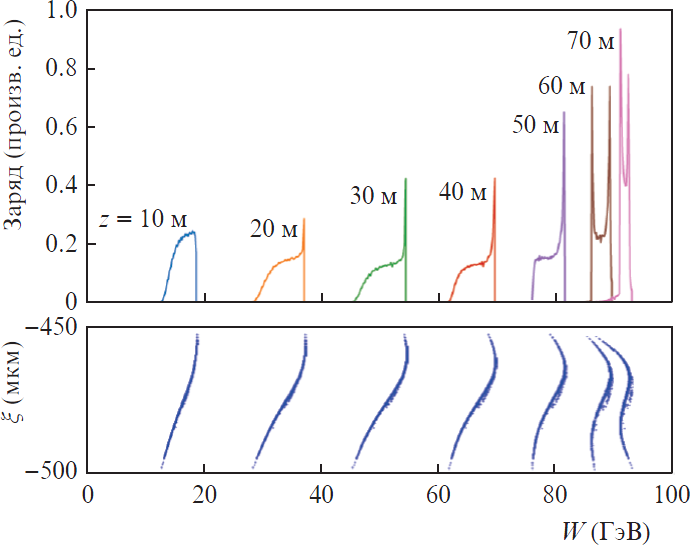 1.0
0.8
0.6
0.4
0.2
0
Заряд (произв. ед.)
z = 10 м
20 м
30 м
40 м
50 м
60 м
70 м
−450
−500
ξ (мкм)
0 20 40 60 80 100
W (ГэВ)